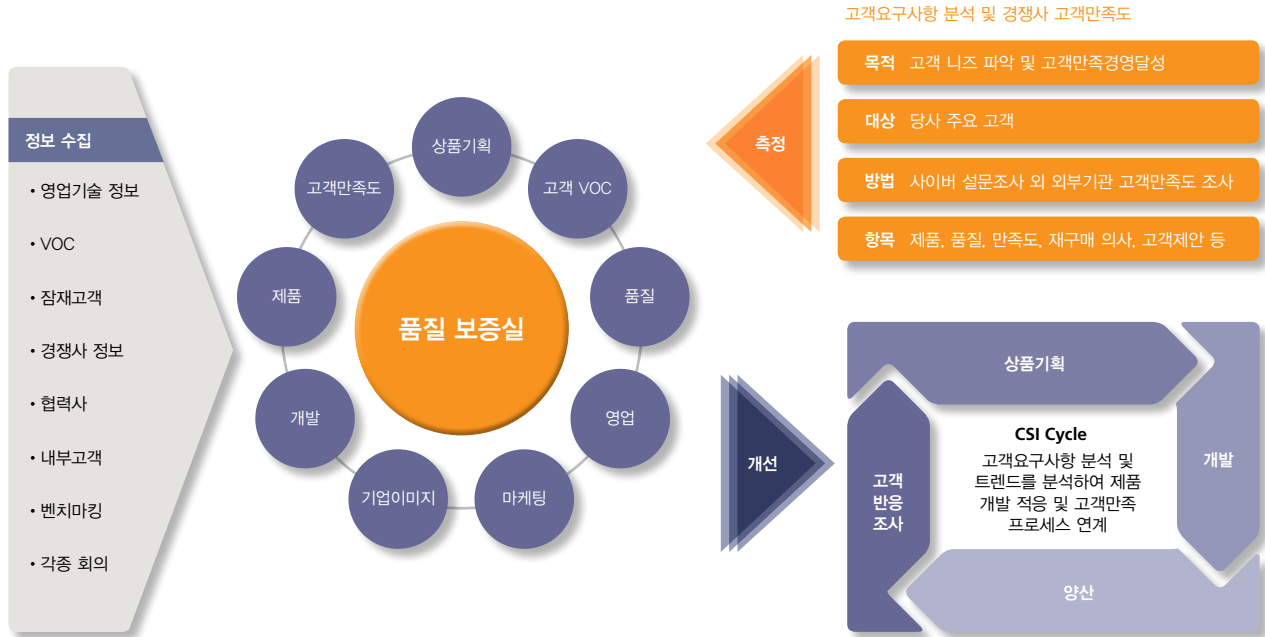 고객요구사항 분석 및 경쟁사 고객만족도
목적 고객 니즈 파악 및 고객만족경영달성
대상 당사 주요 고객
방법 사이버 설문조사 외 외부기관 고객만족도 조사
항목 제품, 품질, 만족도, 재구매 의사, 고객제안 등
측정
정보 수집
• 영업기술 정보
• VOC
• 잠재고객
• 경쟁사 정보
• 협력사
• 내부고객
• 벤치마킹
• 각종 회의
상품기획
고객 VOC
품질
영업
마케팅
기업이미지
개발
제품
고객만족도
품질 보증실
개선
상품기획
개발
양산
고객
반응
조사
CSI Cycle
고객요구사항 분석 및
트렌드를 분석하여 제품
개발 적응 및 고객만족
프로세스 연계